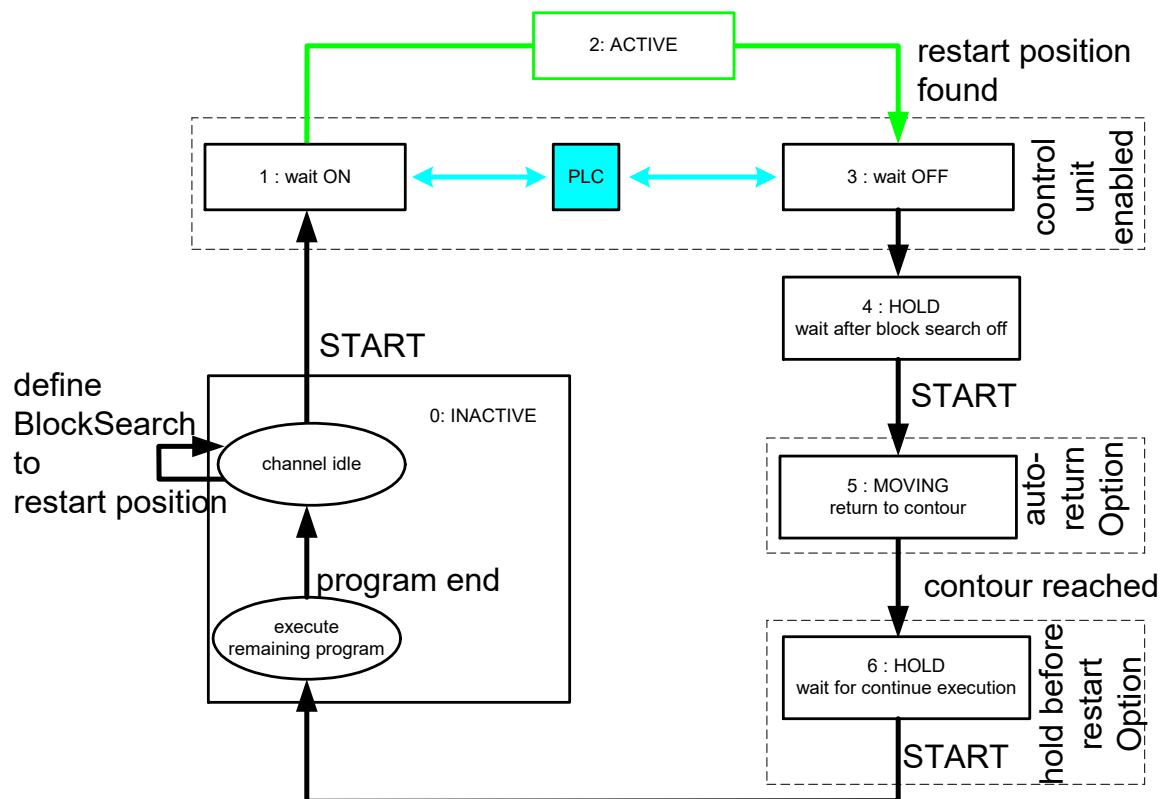 2: ACTIVE
restart position
found
1 : wait ON
PLC
3 : wait OFF
control
unit
enabled
4 : HOLD
wait after block search off
START
START
define
BlockSearch
to
restart position
0: INACTIVE
channel idle
5 : MOVING
return to contour
auto-
return
Option
program end
contour reached
execute
remaining program
6 : HOLD
wait for continue execution
hold before
restart
Option
START